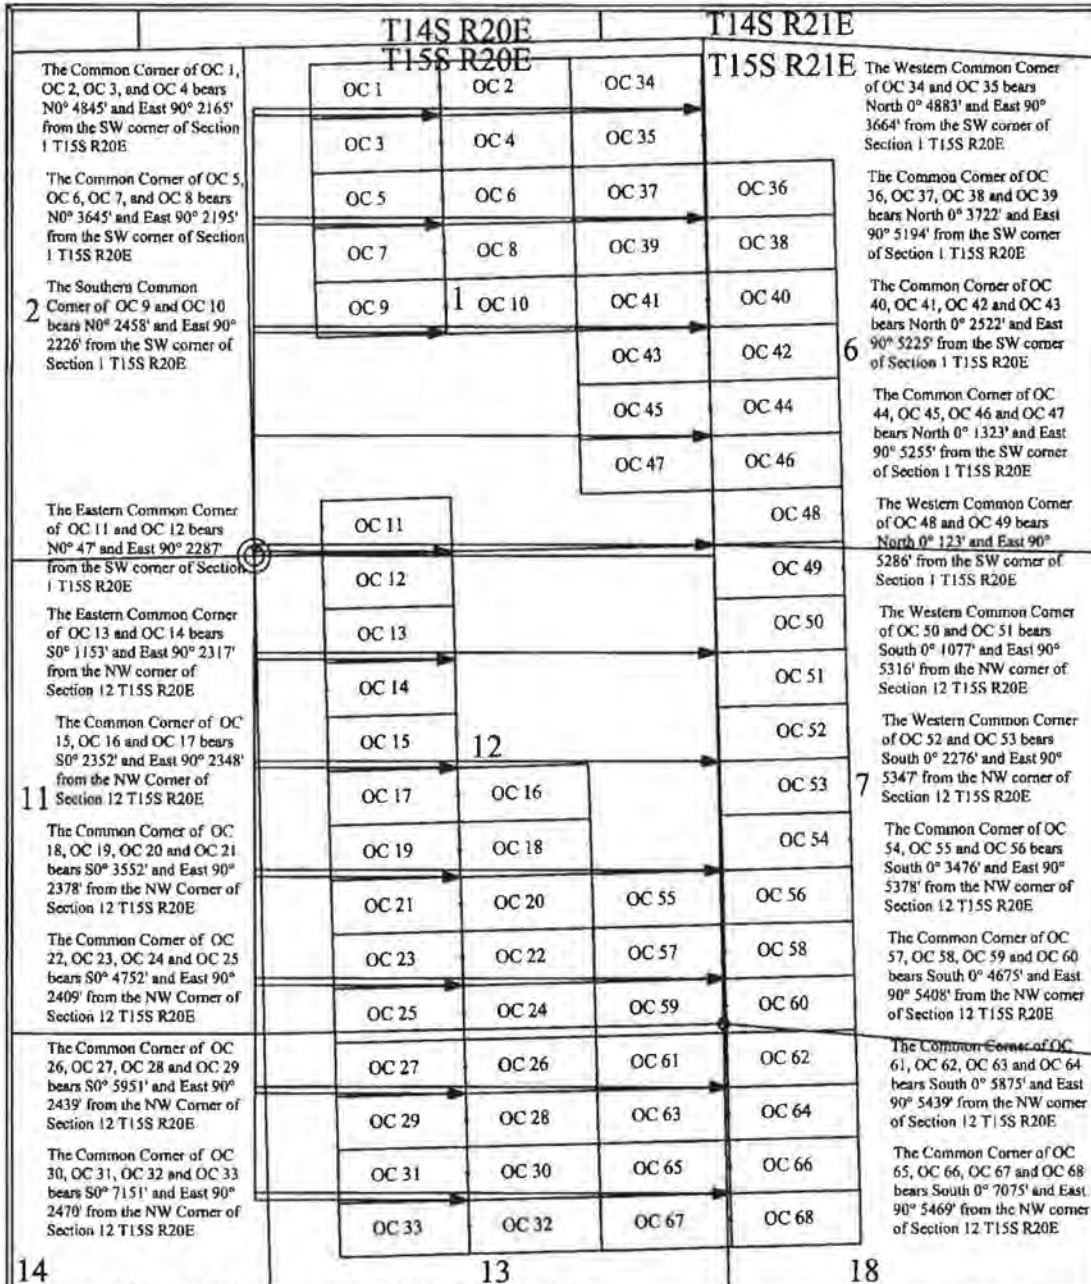 T14S R20E
T14S R21E
T15S R20E
T15S R21E
The Common Corner of OC 1,
OC 2, OC 3, and OC 4 bears
N0° 4845' and East 90° 2165'
from the SW corner of Section
1 T15S R20E
The Common Corner of OC 5,
OC 6, OC 7, and OC 8 bears
N0° 3645' and East 90° 2195'
from the SW corner of Section
1 T15S R20E
The Southern Common
Corner of OC 9 and OC 10
bears N0° 2458' and East 90°
2226' from the SW corner of
Section 1 T15S R20E
2
The Eastern Common Corner
of OC 11 and OC 12 bears
N0° 47' and East 90° 2287'
from the SW corner of Section
1 T15S R20E
The Eastern Common Corner
of OC 13 and OC 14 bears
S0° 1153' and East 90° 2317'
from the NW corner of
Section 12 T15S R20E
The Common Corner of OC
15, OC 16 and OC 17 bears
S0° 2352' and East 90° 2348'
from the NW Corner of
Section 12 T15S R20E
11
The Common Corner of OC
18, OC 19, OC 20 and OC 21
bears S0° 3552' and East 90°
2378' from the NW Corner of
Section 12 T15S R20E
The Common Corner of OC
22, OC 23, OC 24 and OC 25
bears S0° 4752' and East 90°
2409' from the NW Corner of
Section 12 T15S R20E
The Common Corner of OC
26, OC 27, OC 28 and OC 29
bears S0° 5951' and East 90°
2439' from the NW Corner of
Section 12 T15S R20E
The Common Corner of OC
30, OC 31, OC 32 and OC 33
bears S0° 7151' and East 90°
2470' from the NW Corner of
Section 12 T15S R20E
OC 1 OC 2 OC 34
OC 3 OC 4 OC 35
OC 5 OC 6 OC 37 OC 36
OC 7 OC 8 OC 39 OC 38
OC 9 1 OC 10 OC 41 OC 40
OC 43 OC 42
6
OC 45 OC 44
OC 47 OC 46
OC 11 OC 48
OC 12 OC 49
OC 13 OC 50
OC 14 OC 51
OC 15 12 OC 52
OC 17 OC 16 OC 53
7
OC 19 OC 18 OC 54
OC 21 OC 20 OC 55 OC 56
OC 23 OC 22 OC 57 OC 58
OC 25 OC 24 OC 59 OC 60
OC 27 OC 26 OC 61 OC 62
OC 29 OC 28 OC 63 OC 64
OC 31 OC 30 OC 65 OC 66
OC 33 OC 32 OC 67 OC 68
The Western Common Corner
of OC 34 and OC 35 bears
North 0° 4883' and East 90°
3664' from the SW corner of
Section 1 T15S R20E
The Common Corner of OC
36, OC 37, OC 38 and OC 39
bears North 0° 3722' and East
90° 5194' from the SW corner
of Section 1 T15S R20E
The Common Corner of OC
40, OC 41, OC 42 and OC 43
bears North 0° 2522' and East
90° 5225' from the SW corner
of Section 1 T15S R20E
The Common Corner of OC
44, OC 45, OC 46 and OC 47
bears North 0° 1323' and East
90° 5255' from the SW corner
of Section 1 T15S R20E
The Western Common Corner
of OC 48 and OC 49 bears
North 0° 123' and East 90°
5286' from the SW corner of
Section 1 T15S R20E
The Western Common Corner
of OC 50 and OC 51 bears
South 0° 1077' and East 90°
5316' from the NW corner of
Section 12 T15S R20E
The Western Common Corner
of OC 52 and OC 53 bears
South 0° 2276' and East 90°
5347' from the NW corner of
Section 12 T15S R20E
The Common Corner of OC
54, OC 55 and OC 56 bears
South 0° 3476' and East 90°
5378' from the NW corner of
Section 12 T15S R20E
The Common Corner of OC
57, OC 58, OC 59 and OC 60
bears South 0° 4675' and East
90° 5408' from the NW corner
of Section 12 T15S R20E
The Common Corner of OC
61, OC 62, OC 63 and OC 64
bears South 0° 5875' and East
90° 5439' from the NW corner
of Section 12 T15S R20E
The Common Corner of OC
65, OC 66, OC 67 and OC 68
bears South 0° 7075' and East
90° 5469' from the NW corner
of Section 12 T15S R20E
14 13 18